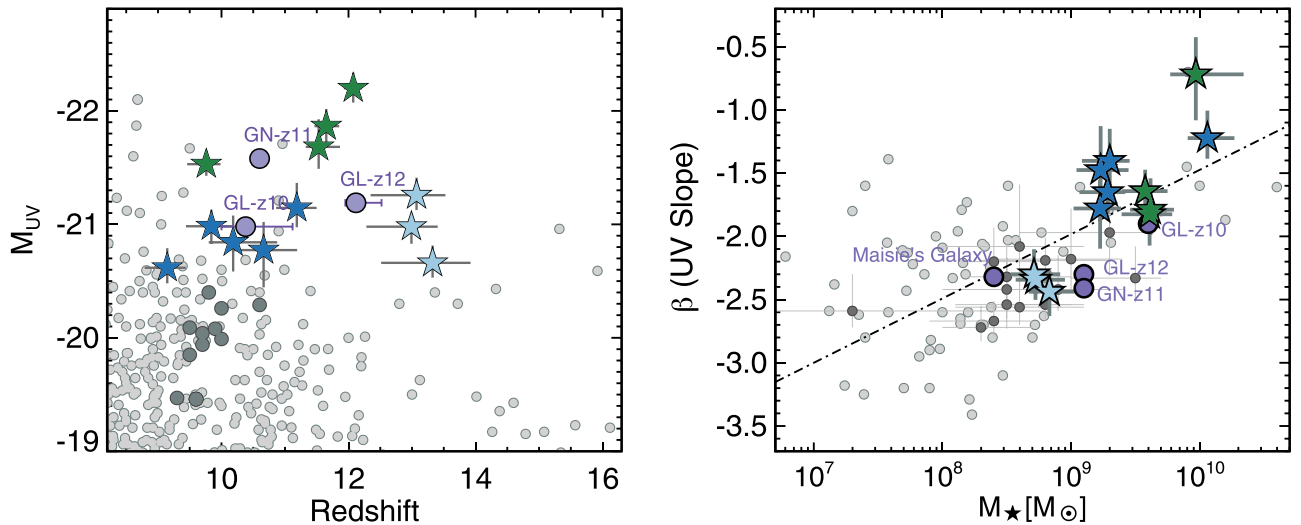 -22
-21
-20
-19
M_UV
10
12
14
16
Redshift
GN-z11
GL-z10
GL-z12
-0.5
-1.0
-1.5
-2.0
-2.5
-3.0
-3.5
β (UV Slope)
10^7
10^8
10^9
10^10
M★[M⊙]
Maisie's Galaxy
GL-z10
GL-z12
GN-z11